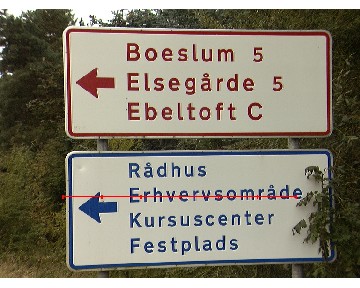 Boeslum 5
Elsegårde 5
Ebeltoft C
Rådhus
Erhvervsområde
Kursuscenter
Festplads